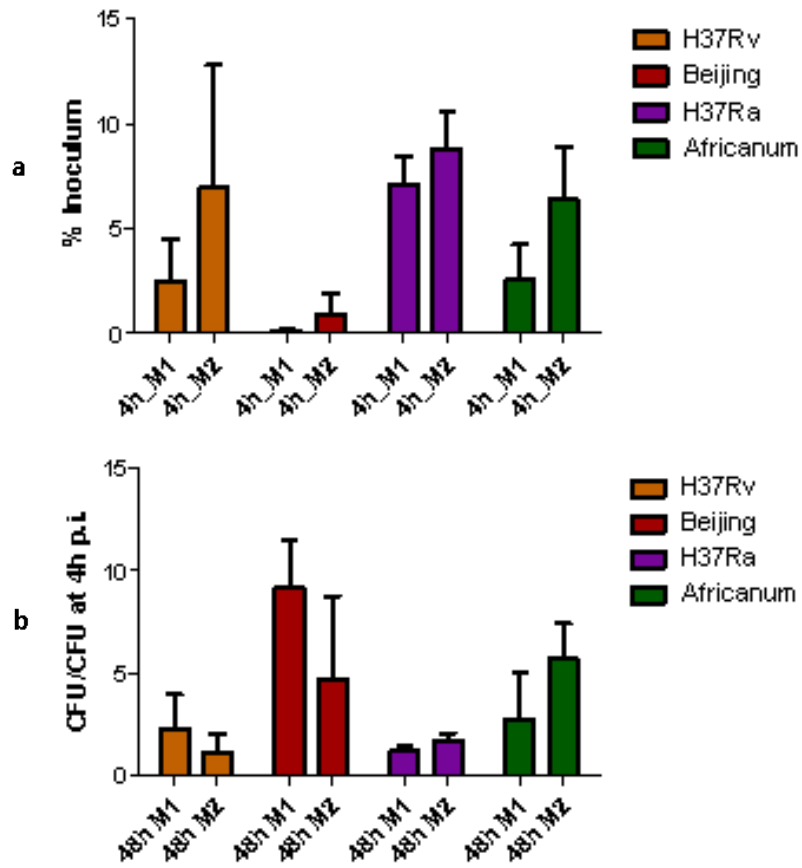 a
% Inoculum
15
10
5
0
4h_M1
4h_M2
4h_M1
4h_M2
4h_M1
4h_M2
4h_M1
4h_M2
H37Rv
Beijing
H37Ra
Africanum
b
CFU/CFU at 4h p.i.
15
10
5
0
48h M1
48h M2
48h M1
48h M2
48h M1
48h M2
48h M1
48h M2
H37Rv
Beijing
H37Ra
Africanum